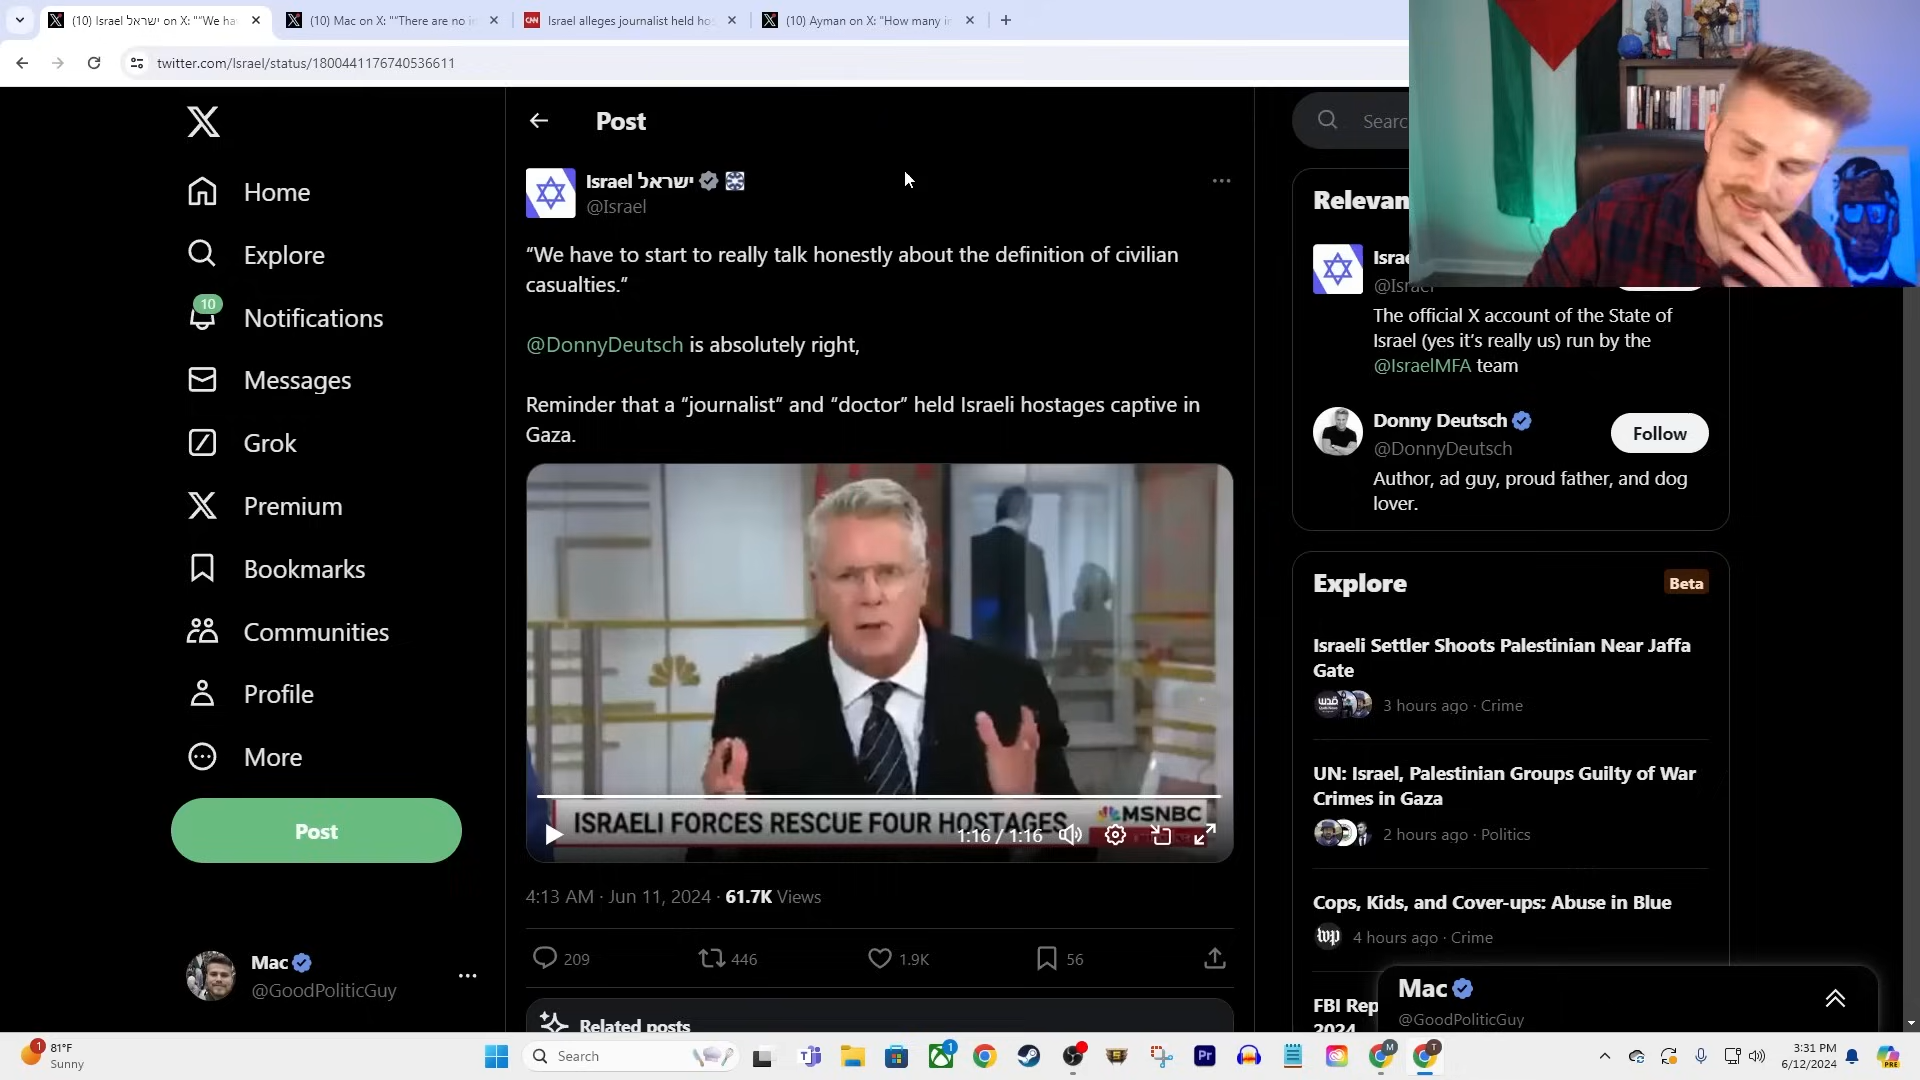 (10) Israel ישראל on X: "“We ha
(10) Mac on X: "“There are no i
CNN
Israel alleges journalist held ho
(10) Ayman on X: "How many i
twitter.com/Israel/status/1800441176740536611
Home
Explore
10
Notifications
Messages
Grok
Premium
Bookmarks
Communities
Profile
More
Post
Mac
@GoodPoliticGuy
Post
Israel ישראל
@Israel
“We have to start to really talk honestly about the definition of civilian
casualties.“
@DonnyDeutsch is absolutely right,
Reminder that a “journalist” and “doctor” held Israeli hostages captive in
Gaza.
ISRAELI FORCES RESCUE FOUR HOSTAGES
MSNBC
1:16 / 1:16
4:13 AM · Jun 11, 2024 · 61.7K Views
209
446
1.9K
56
Related posts
Searc
Relevan
Israe
@Israel
The official X account of the State of
Israel (yes it’s really us) run by the
@IsraelMFA team
Donny Deutsch
Follow
@DonnyDeutsch
Author, ad guy, proud father, and dog
lover.
Explore
Beta
Israeli Settler Shoots Palestinian Near Jaffa
Gate
3 hours ago · Crime
UN: Israel, Palestinian Groups Guilty of War
Crimes in Gaza
2 hours ago · Politics
Cops, Kids, and Cover-ups: Abuse in Blue
wp
4 hours ago · Crime
FBI Rep
2024
Mac
@GoodPoliticGuy
1
81°F
Sunny
Search
1
Pr
M
T
3:31 PM
6/12/2024
PRE